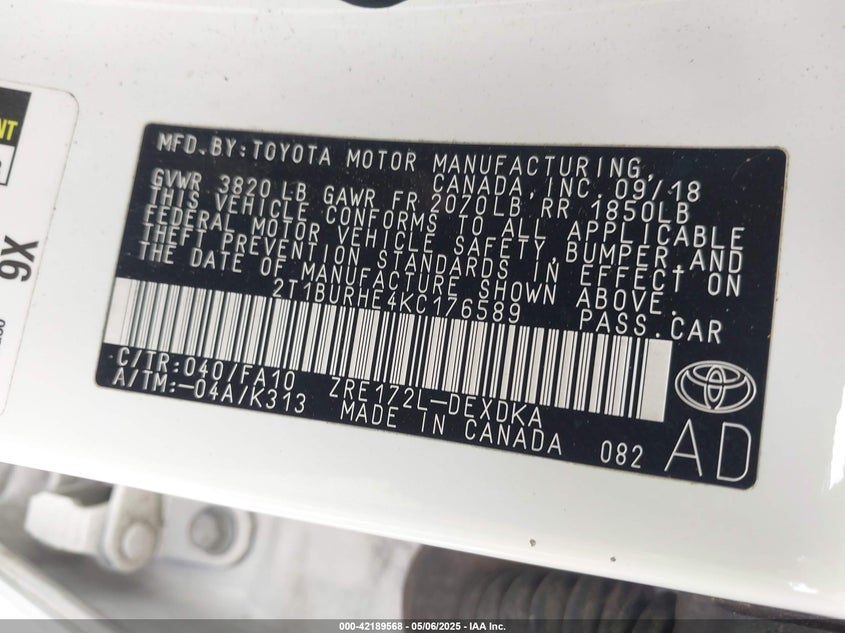 MFD.BY:TOYOTA MOTOR MANUFACTURING,
CANADA,INC.09/18
GVWR 3820 LB GAWR FR 2070LB RR 1850LB
THIS VEHICLE CONFORMS TO ALL APPLICABLE
FEDERAL MOTOR VEHICLE SAFETY,BUMPER,AND
THEFT PREVENTION STANDARDS IN EFFECT ON
THE DATE OF MANUFACTURE SHOWN ABOVE.
2T1BURHE4KC176589 PASS.CAR
C/TR:040/FA10 ZRE172L-DEXDKA
A/TM:-04A/K313 MADE IN CANADA 082 AD
9X
000-42189568 - 05/06/2025 - IAA Inc.